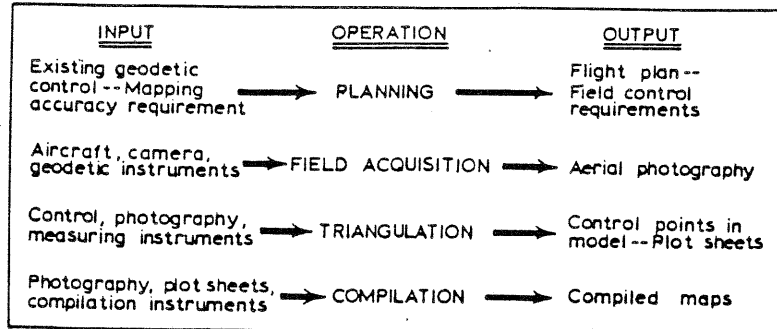 INPUT OPERATION OUTPUT
Existing geodetic
control -- Mapping
accuracy requirement
PLANNING
Flight plan --
Field control
requirements
Aircraft, camera,
geodetic instruments
FIELD ACQUISITION
Aerial photography
Control, photography,
measuring instruments
TRIANGULATION
Control points in
model -- Plot sheets
Photography, plot sheets,
compilation instruments
COMPILATION
Compiled maps